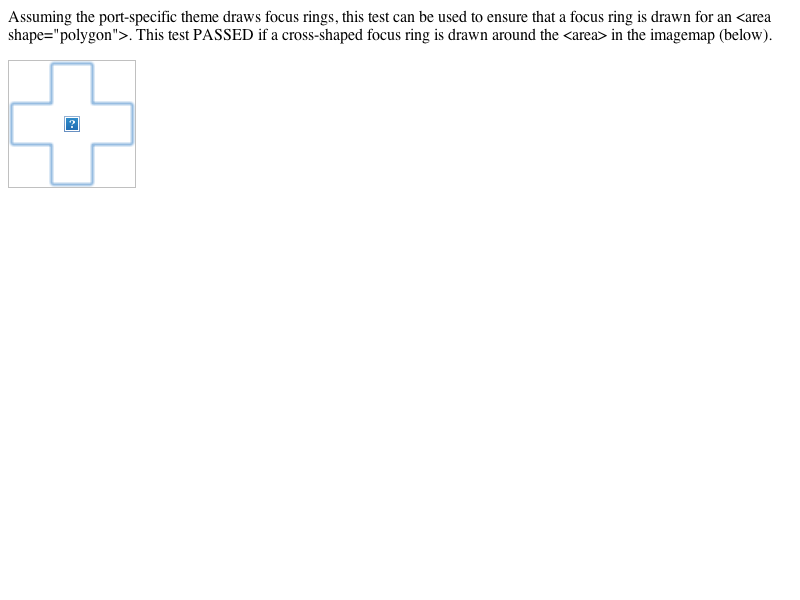 Assuming the port-specific theme draws focus rings, this test can be used to ensure that a focus ring is drawn for an <area
shape="polygon">. This test PASSED if a cross-shaped focus ring is drawn around the <area> in the imagemap (below).
?